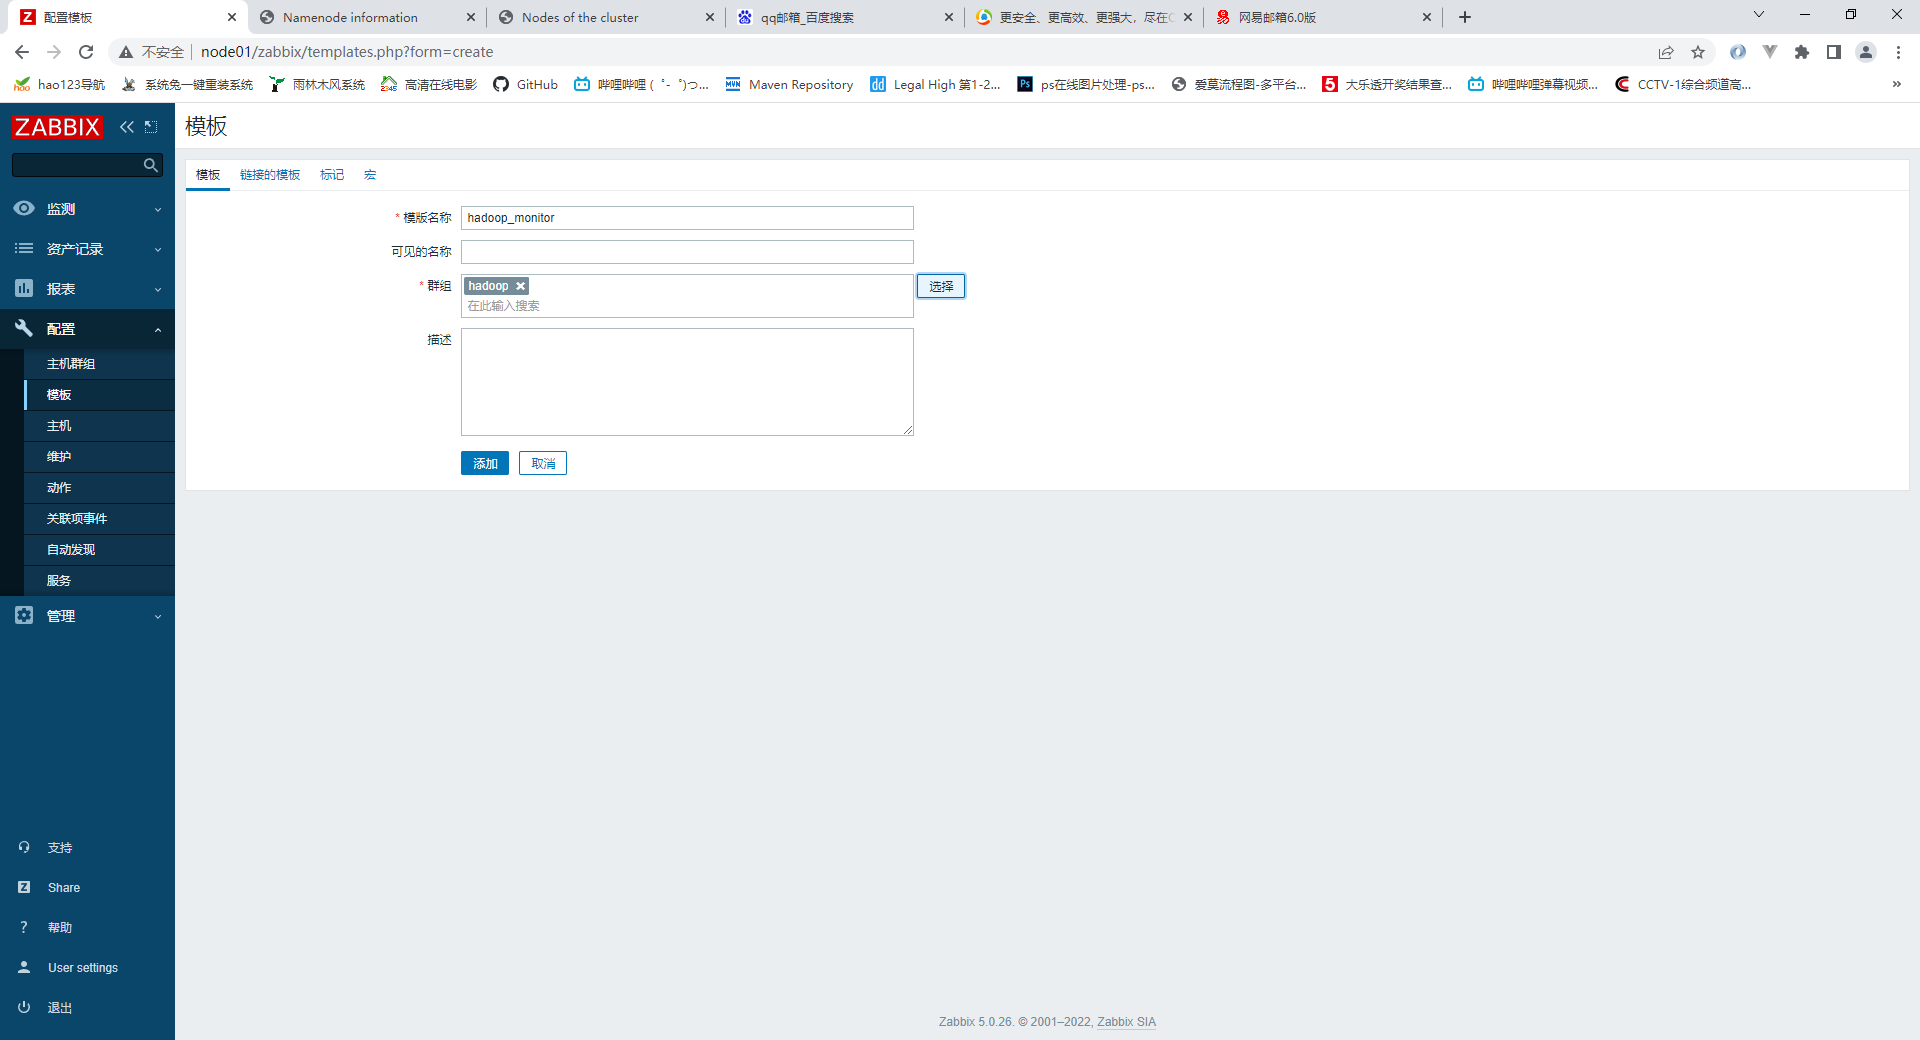 配置模板
Namenode information
Nodes of the cluster
qq邮箱_百度搜索
更安全、更高效、更强大，尽在
网易邮箱6.0版
不安全
node01/zabbix/templates.php?form=create
hao123导航
系统兔一键重装系统
雨林木风系统
高清在线电影
GitHub
哔哩哔哩 ( ゜- ゜)つ...
Maven Repository
Legal High 第1-2...
ps在线图片处理-ps...
爱莫流程图-多平台...
大乐透开奖结果查...
哔哩哔哩弹幕视频...
CCTV-1综合频道高...
ZABBIX
模板
监测
资产记录
报表
配置
主机群组
模板
主机
维护
动作
关联项事件
自动发现
服务
管理
支持
Share
帮助
User settings
退出
模板 链接的模板 标记 宏
* 模版名称 hadoop_monitor
可见的名称
* 群组 hadoop 选择
在此输入搜索
描述
添加 取消
Zabbix 5.0.26. © 2001–2022, Zabbix SIA